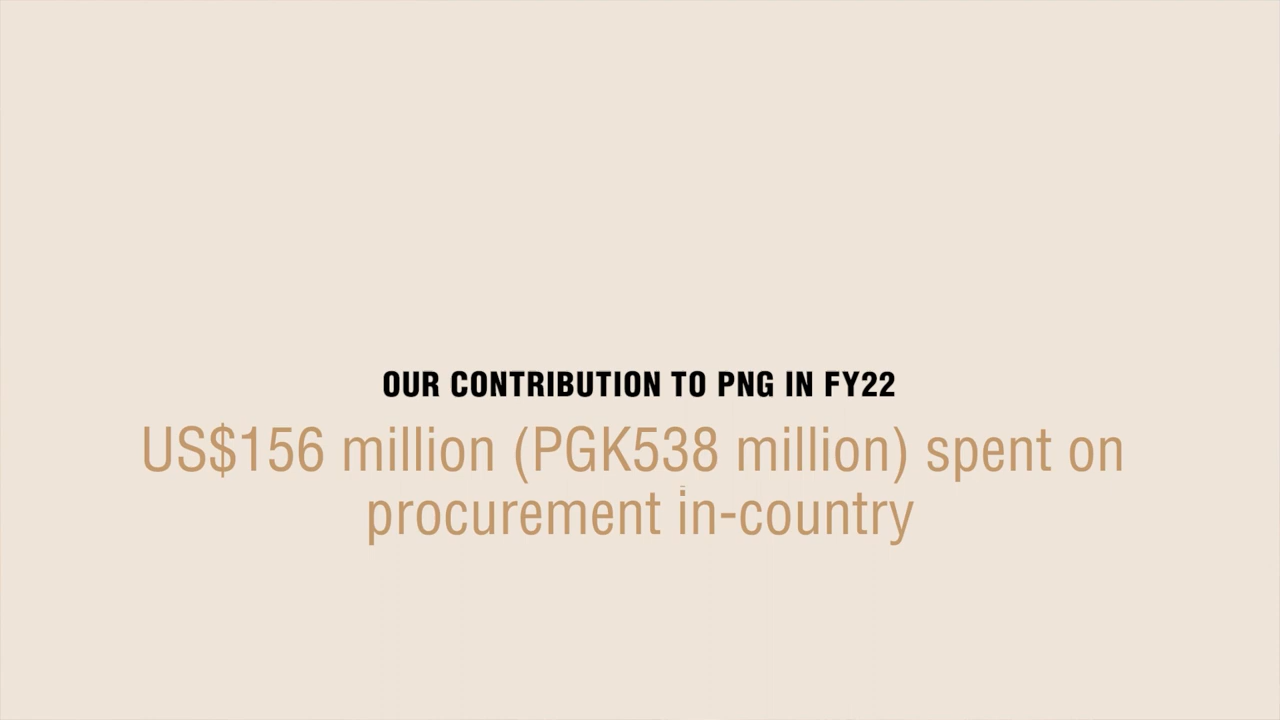 OUR CONTRIBUTION TO PNG IN FY22
US$156 million (PGK538 million) spent on
procurement in-country